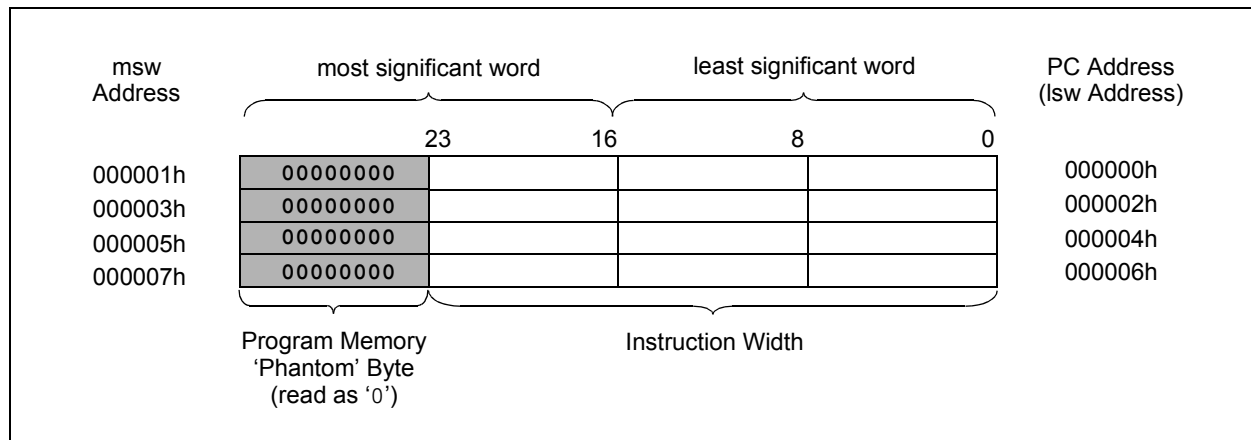 msw
Address
most significant word
least significant word
PC Address
(lsw Address)
23 16 8 0
000001h 00000000 000000h
000003h 00000000 000002h
000005h 00000000 000004h
000007h 00000000 000006h
Program Memory
‘Phantom’ Byte
(read as ‘0’)
Instruction Width